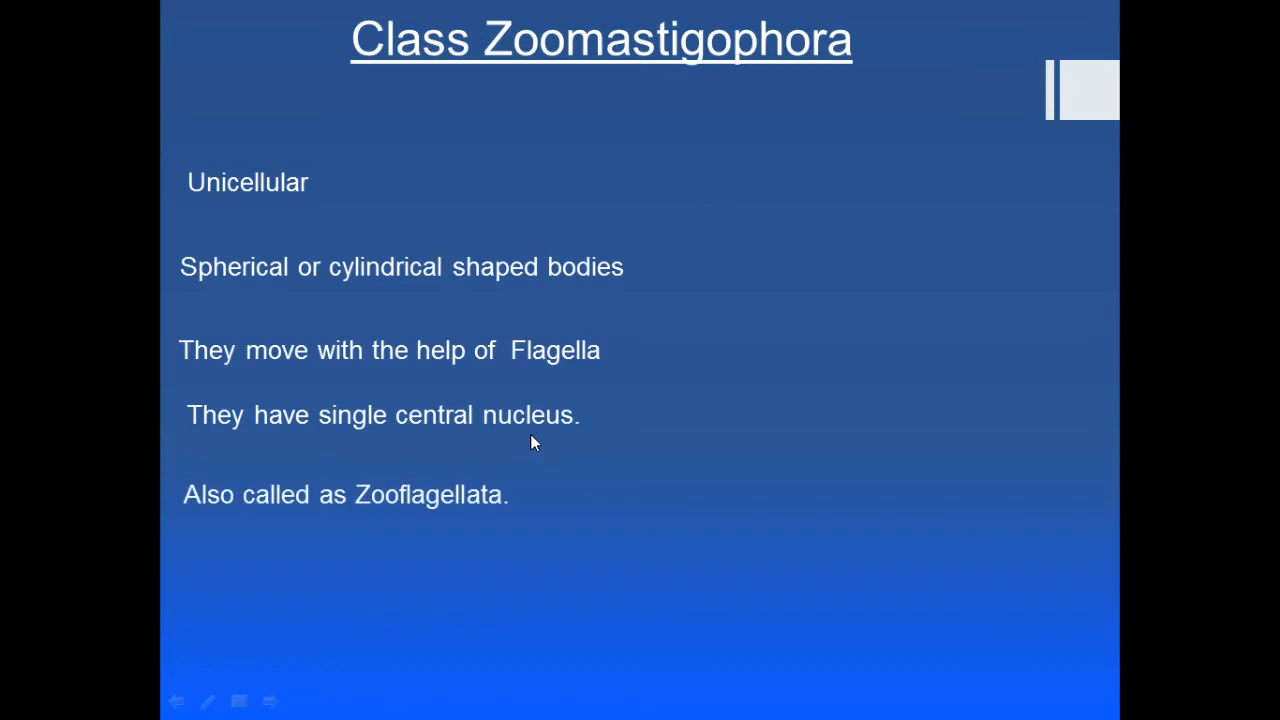 Class Zoomastigophora
Unicellular
Spherical or cylindrical shaped bodies
They move with the help of Flagella
They have single central nucleus.
Also called as Zooflagellata.